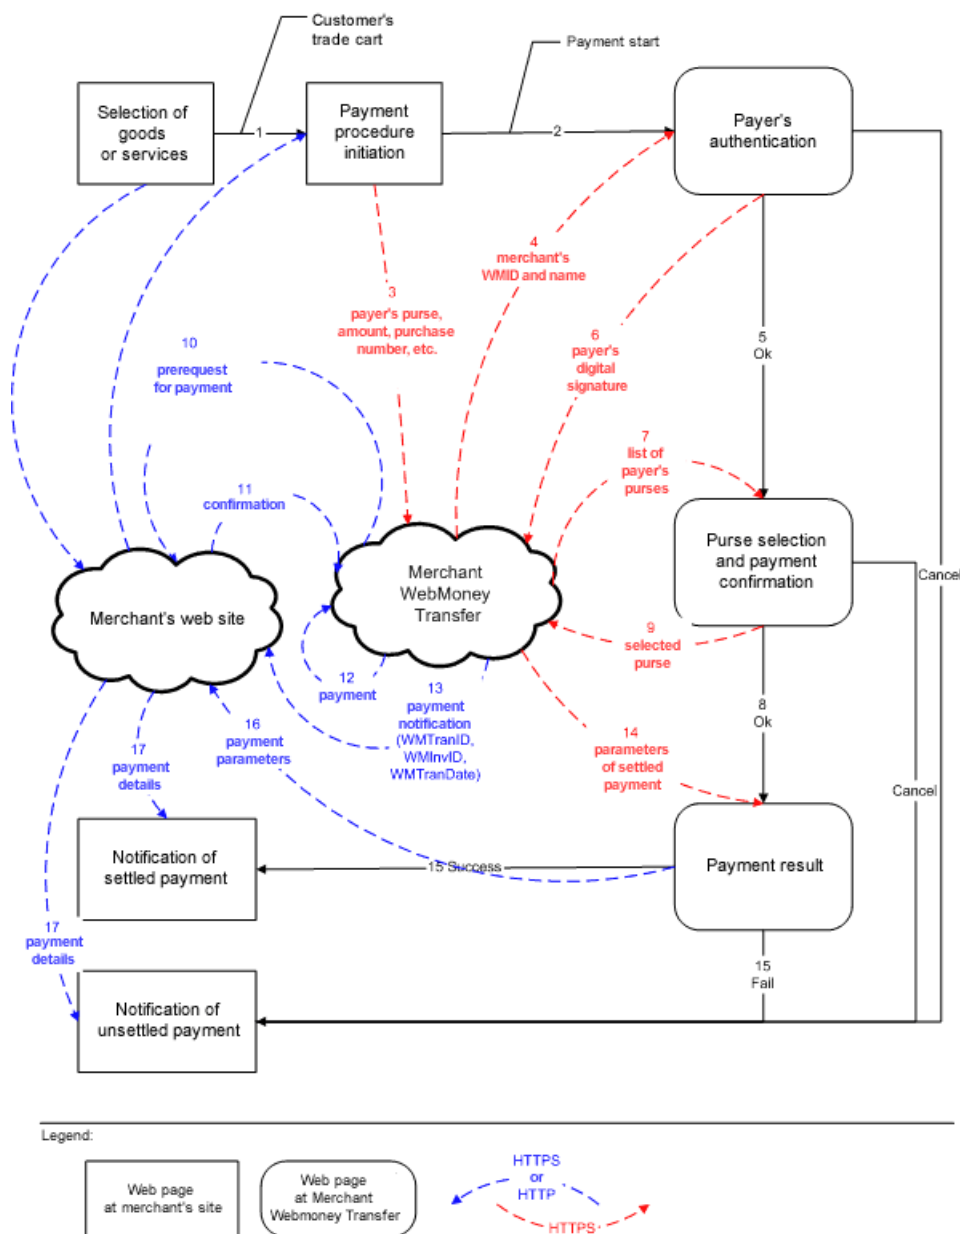 Customer's
trade cart
Payment start
Selection of
goods
or services
1
Payment
procedure
initiation
2
Payer's
authentication
4
merchant's
WMID and name
3
payer's purse,
amount, purchase
number, etc.
10
prerequest
for payment
6
payer's
digital
signature
5
Ok
7
list of
payer's
purses
11
confirmation
Purse selection
and payment
confirmation
Cancel
Merchant
WebMoney
Transfer
Merchant's web site
9
selected
purse
12
payment
13
payment
notification
(WMTranID,
WMInvID,
WMTranDate)
8
Ok
16
payment
parameters
14
parameters
of settled
payment
17
payment
details
Cancel
Notification of
settled payment
15 Success
Payment result
17
payment
details
15
Fail
Notification of
unsettled payment
Legend:
Web page
at merchant's site
Web page
at Merchant
Webmoney Transfer
HTTPS
or
HTTP
HTTPS